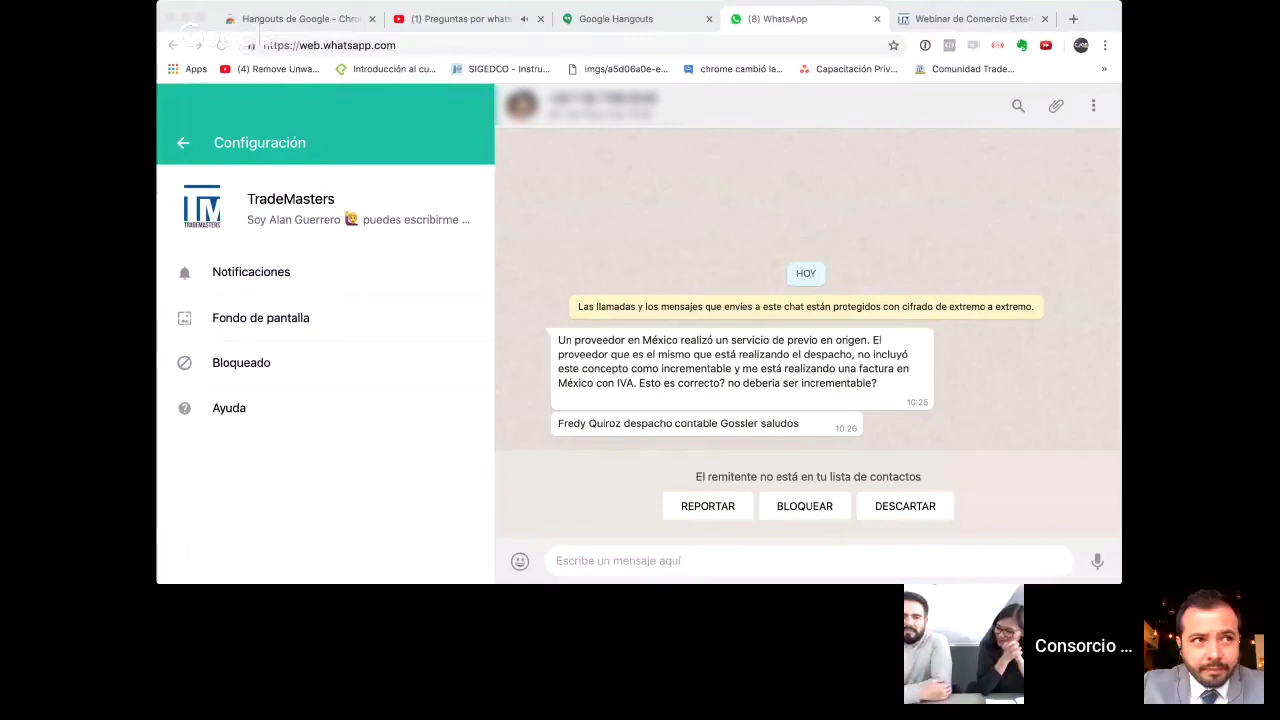 Hangouts de Google - Chro
(1) Preguntas por whats
Google Hangouts
(8) WhatsApp
Webinar de Comercio Exter
Google
https://web.whatsapp.com
Apps
(4) Remove Unwa...
Introducción al cu...
SIGEDCO - Instru...
imgs/a5d06a0e-e...
chrome cambió la...
Capacitación Priv...
Comunidad Trade...
»
Configuración
TM
TRADEMASTERS
TradeMasters
Soy Alan Guerrero 🙋 puedes escribirme ...
Notificaciones
Fondo de pantalla
Bloqueado
Ayuda
HOY
Las llamadas y los mensajes que envíes a este chat están protegidos con cifrado de extremo a extremo.
Un proveedor en México realizó un servicio de previo en origen. El
proveedor que es el mismo que está realizando el despacho, no incluyó
este concepto como incrementable y me está realizando una factura en
México con IVA. Esto es correcto? no deberia ser incrementable?
10:25
Fredy Quiroz despacho contable Gossler saludos
10:26
El remitente no está en tu lista de contactos
REPORTAR
BLOQUEAR
DESCARTAR
Escribe un mensaje aquí
Consorcio ...